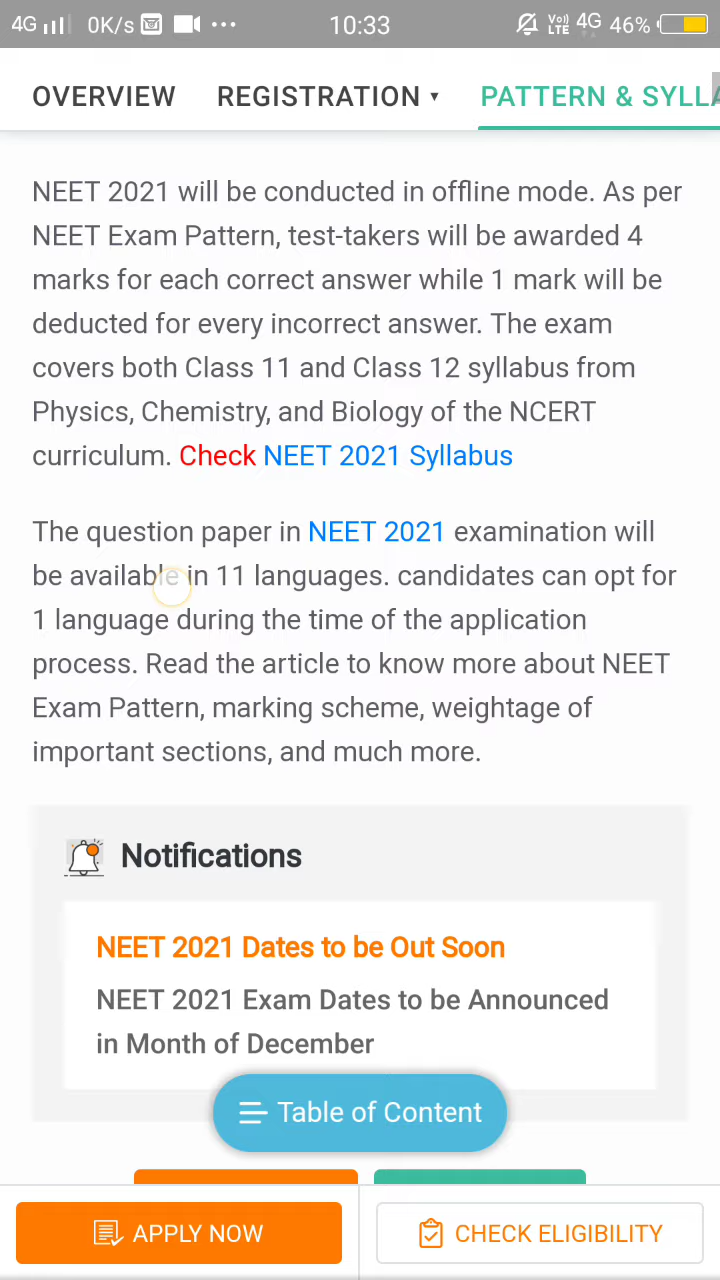 4G 0K/s 10:33 Vo)) LTE 4G 46%
OVERVIEW REGISTRATION ▾ PATTERN & SYLLA
NEET 2021 will be conducted in offline mode. As per
NEET Exam Pattern, test-takers will be awarded 4
marks for each correct answer while 1 mark will be
deducted for every incorrect answer. The exam
covers both Class 11 and Class 12 syllabus from
Physics, Chemistry, and Biology of the NCERT
curriculum. Check NEET 2021 Syllabus
The question paper in NEET 2021 examination will
be available in 11 languages. candidates can opt for
1 language during the time of the application
process. Read the article to know more about NEET
Exam Pattern, marking scheme, weightage of
important sections, and much more.
Notifications
NEET 2021 Dates to be Out Soon
NEET 2021 Exam Dates to be Announced
in Month of December
Table of Content
APPLY NOW CHECK ELIGIBILITY